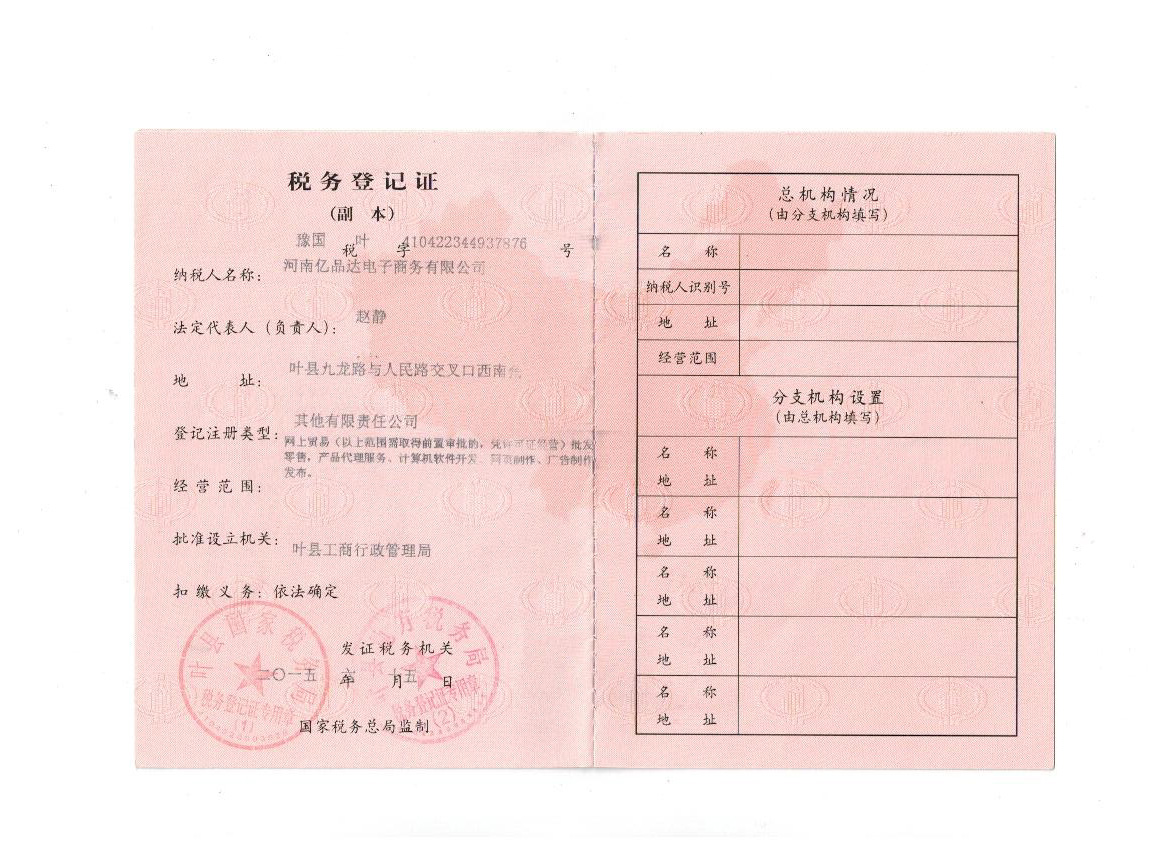 税务登记证
(副 本)
豫国 税 叶 字 410422344937876 号
纳税人名称: 河南亿品达电子商务有限公司
法定代表人(负责人): 赵静
地 址: 叶县九龙路与人民路交叉口西南
登记注册类型: 其他有限责任公司
网上贸易(以上范围需取得前置审批的,凭许可证经营)批发
零售,产品代理服务、计算机软件开发、网页制作、广告制作
发布。
经营范围:
批准设立机关: 叶县工商行政管理局
扣缴义务: 依法确定
发证税务机关
二〇一五 年 六 月 十五 日
国家税务总局监制
叶县国家税务局
税务登记证专用章
(1)
税务局
税务登记证专用章
(2)
总机构情况
(由分支机构填写)
名 称
纳税人识别号
地 址
经营范围
分支机构设置
(由总机构填写)
名 称
地 址
名 称
地 址
名 称
地 址
名 称
地 址
名 称
地 址